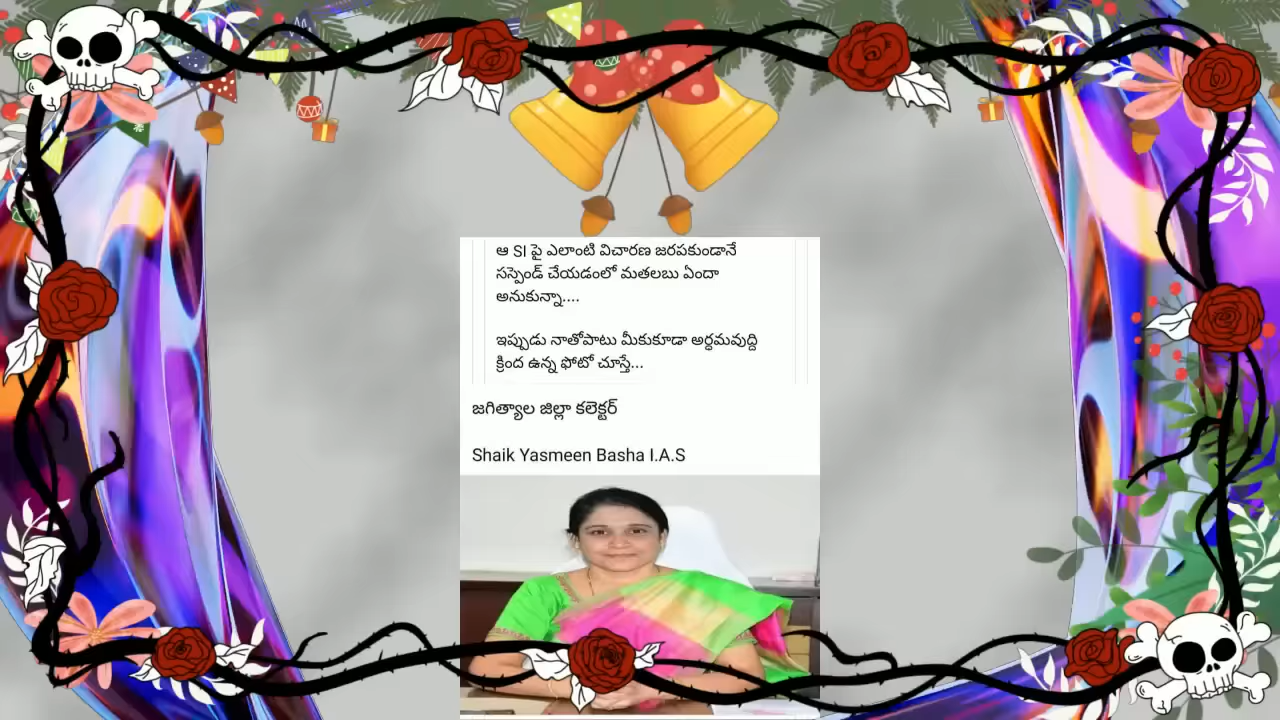 ఆ SI పై ఎలాంటి విచారణ జరపకుండానే
సస్పెండ్ చేయడంలో మతలబు ఏందా
అనుకున్నా....
ఇప్పుడు నాతోపాటు మీకుకూడా అర్థమవుద్ది
క్రింద ఉన్న ఫోటో చూస్తే...
జగిత్యాల జిల్లా కలెక్టర్
Shaik Yasmeen Basha I.A.S